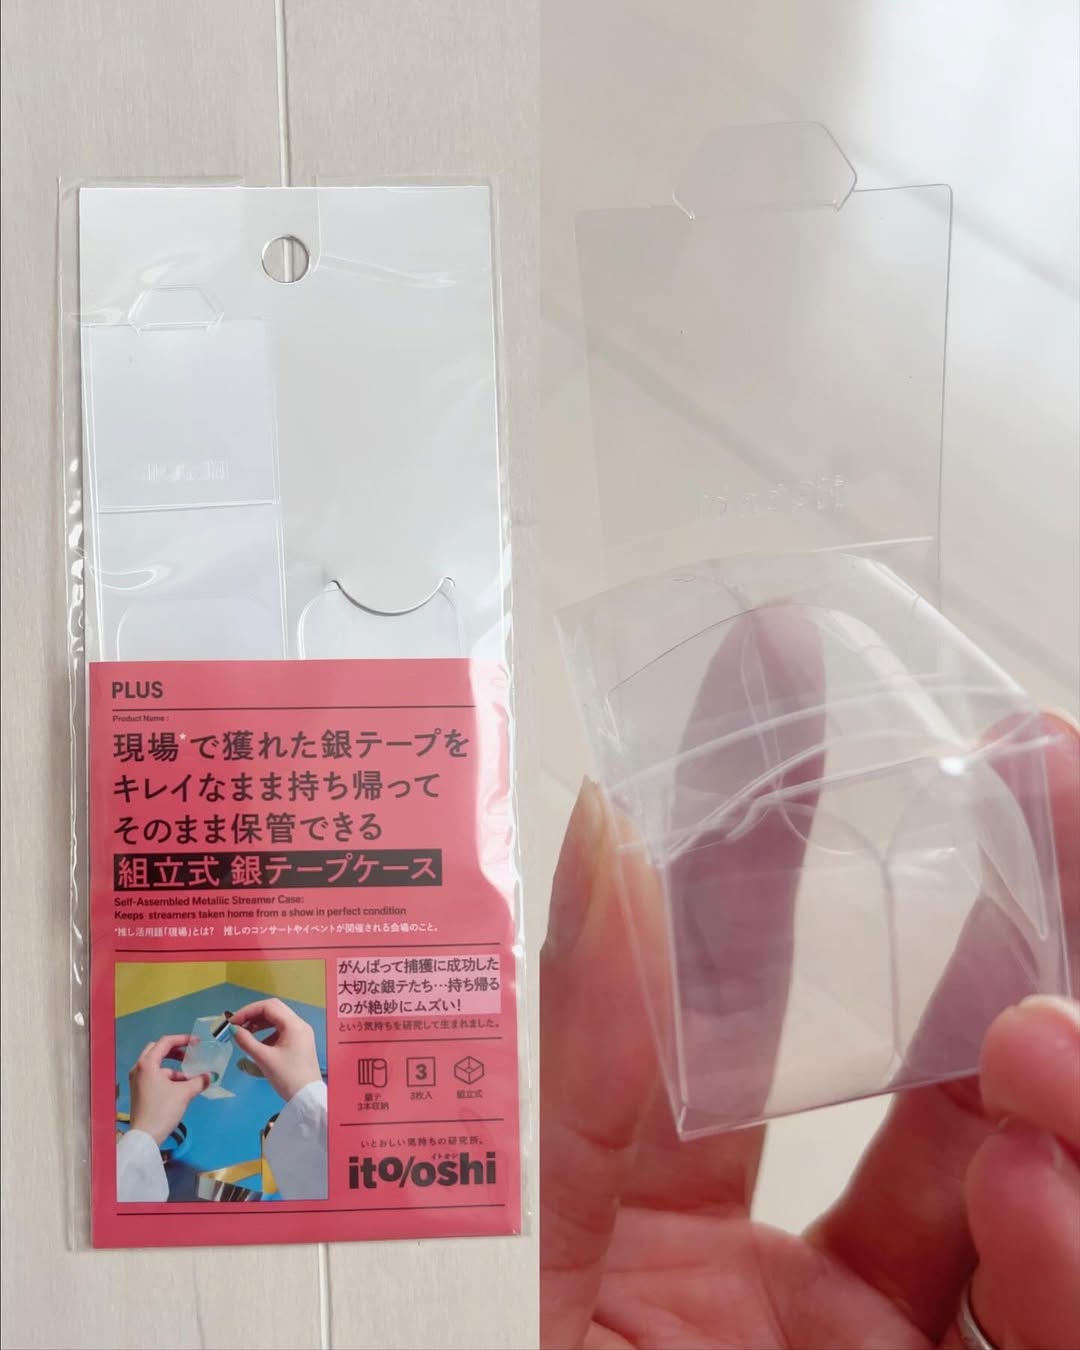 PLUS
Product Name :
現場*で獲れた銀テープを
キレイなまま持ち帰って
そのまま保管できる
組立式 銀テープケース
Self-Assembled Metallic Streamer Case:
Keeps streamers taken home from a show in perfect condition
*推し活用語「現場」とは? 推しのコンサートやイベントが開催される会場のこと。
がんばって捕獲に成功した
大切な銀テたち…持ち帰る
のが絶妙にムズい!
という気持ちを研究して生まれました。
銀テ
3本収納
3
3枚入
組立式
いとおしい気持ちの研究所。
イトオシ
ito/oshi